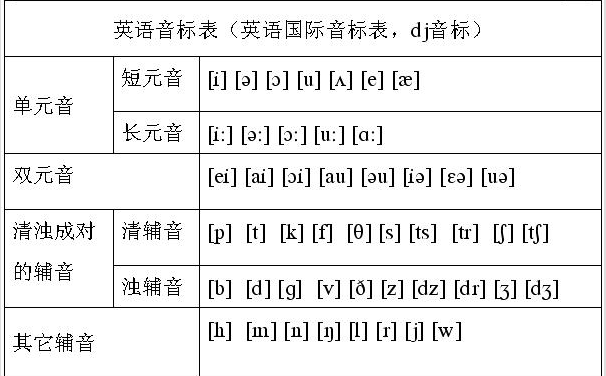 英语音标表（英语国际音标表，dj音标）
单元音
短元音
[i] [ə] [ɔ] [u] [ʌ] [e] [æ]
长元音
[i:] [ə:] [ɔ:] [u:] [ɑ:]
双元音
[ei] [ai] [ɔi] [au] [əu] [iə] [ɛə] [uə]
清浊成对
的辅音
清辅音
[p] [t] [k] [f] [θ] [s] [ts] [tr] [ʃ] [tʃ]
浊辅音
[b] [d] [g] [v] [ð] [z] [dz] [dr] [ʒ] [dʒ]
其它辅音
[h] [m] [n] [ŋ] [l] [r] [j] [w]